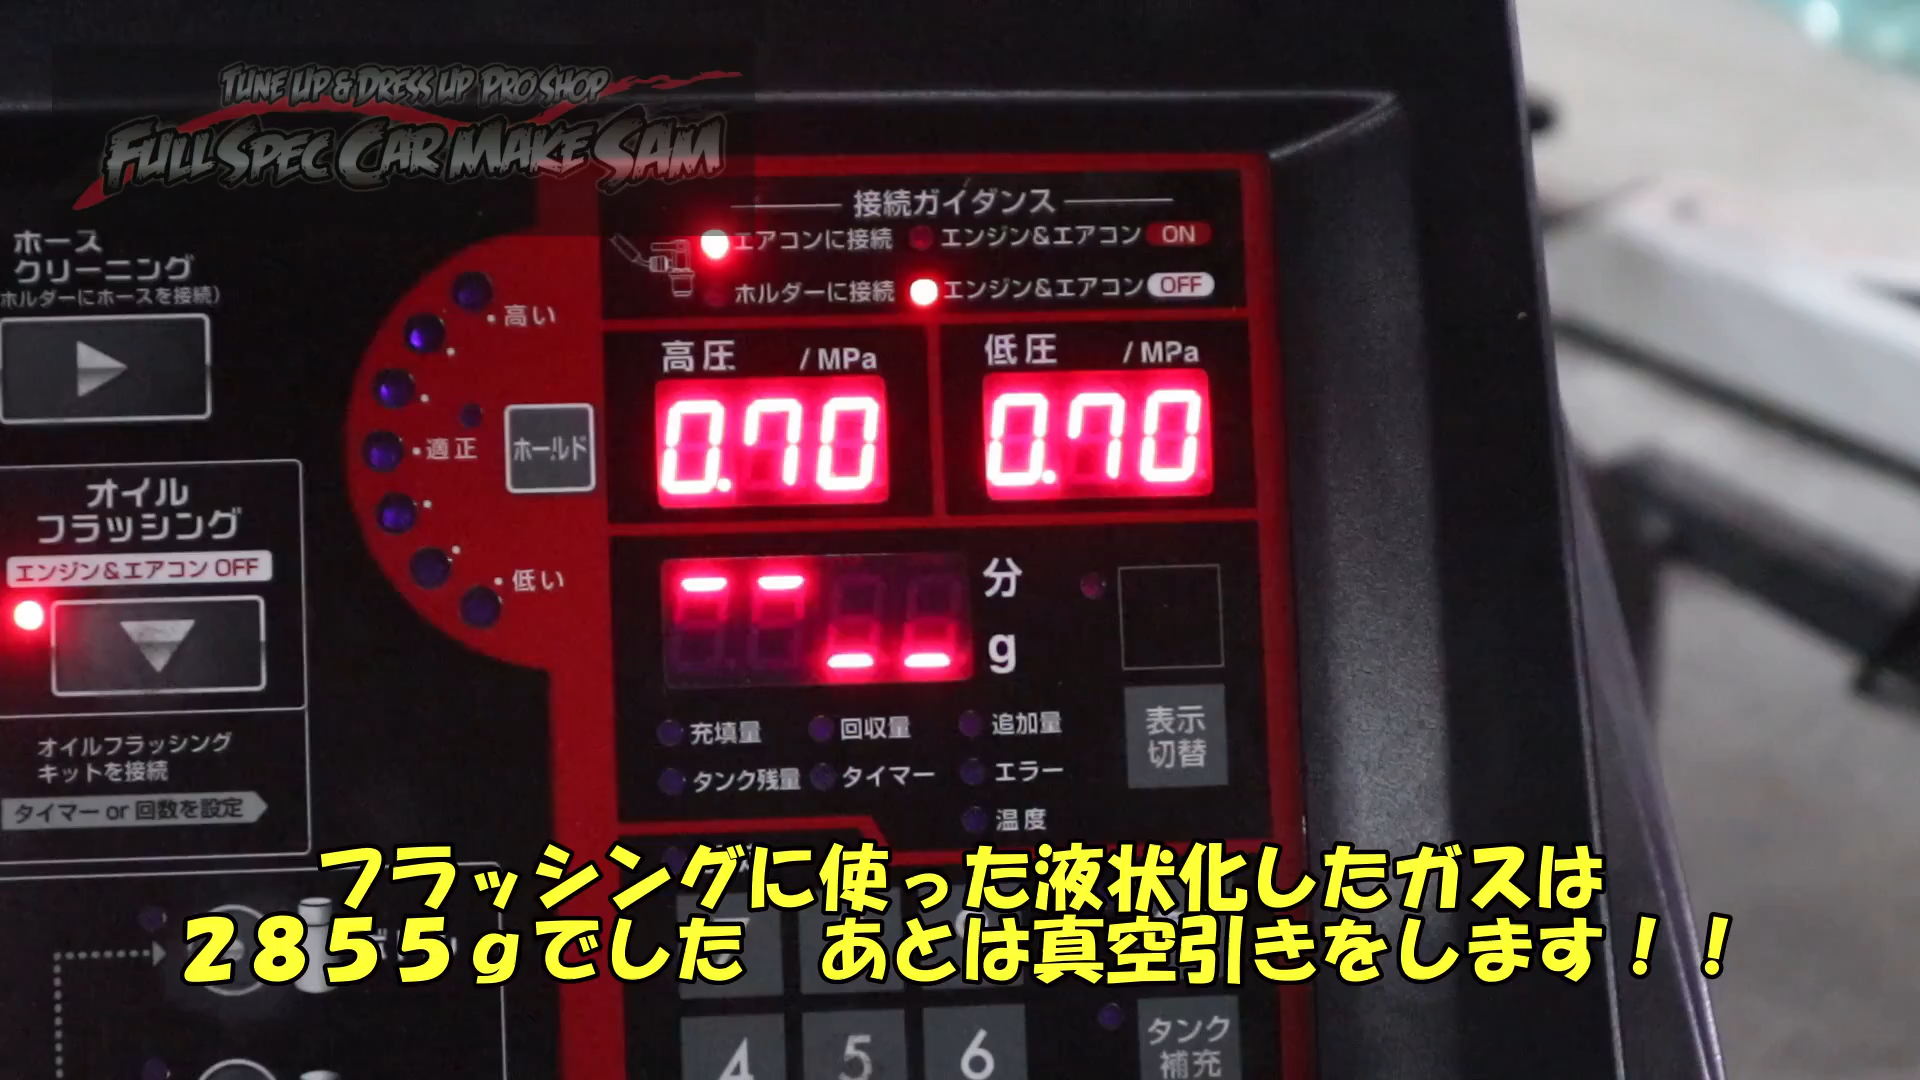 TUNE UP & DRESS UP PRO SHOP
FULL SPEC CAR MAKE SAM
接続ガイダンス
エアコンに接続 エンジン&エアコン ON
ホルダーに接続 エンジン&エアコン OFF
ホース
クリーニング
ホルダーにホースを接続)
高い
適正
低い
ホールド
高圧 / MPa
低圧 / MPa
0.70
0.70
オイル
フラッシング
エンジン&エアコン OFF
分
g
充填量 回収量 追加量
タンク残量 タイマー エラー
温度
表示
切替
オイルフラッシング
キットを接続
タイマー or 回数を設定
フラッシングに使った液状化したガスは
2855gでした あとは真空引きをします!!
4 5 6
タンク
補充